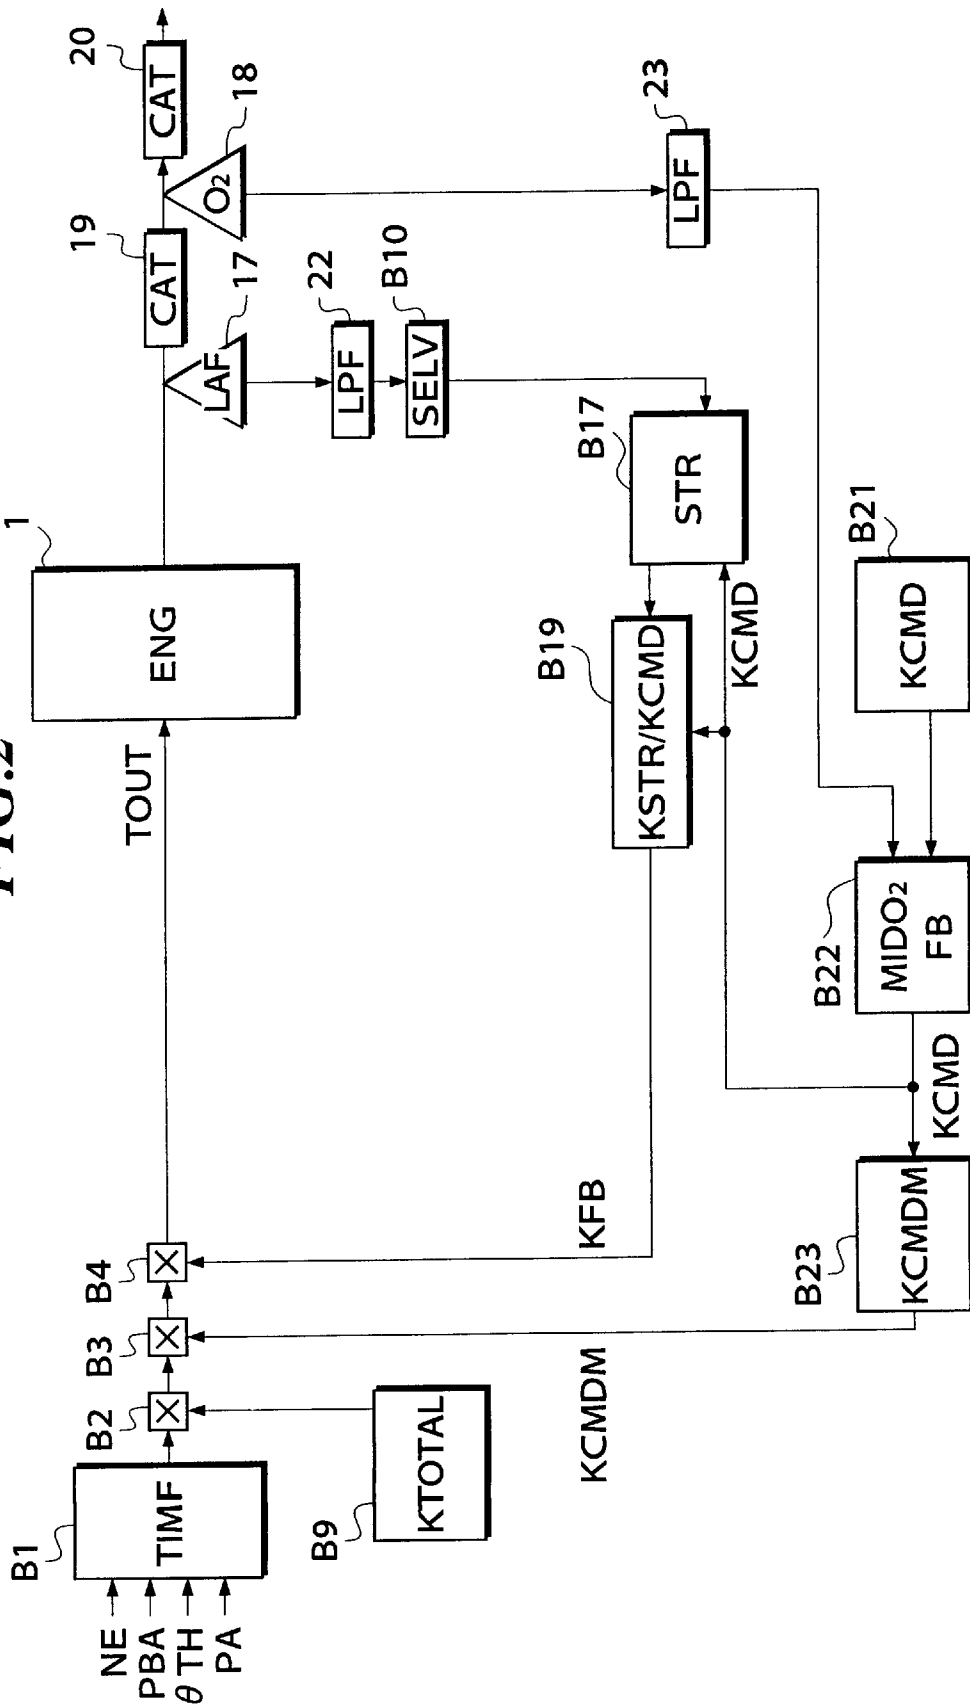 FIG.2
20
CAT
18
O2
19
CAT
17
LAF
22
LPF
B10
SELV
23
LPF
1
ENG
TOUT
B17
STR
B19
KSTR/KCMD
KCMD
B21
KCMD
B22
MIDO2
FB
KCMD
B23
KCMDM
KFB
KCMDM
B4
×
B3
×
B2
×
B1
TIMF
B9
KTOTAL
NE
PBA
θ TH
PA